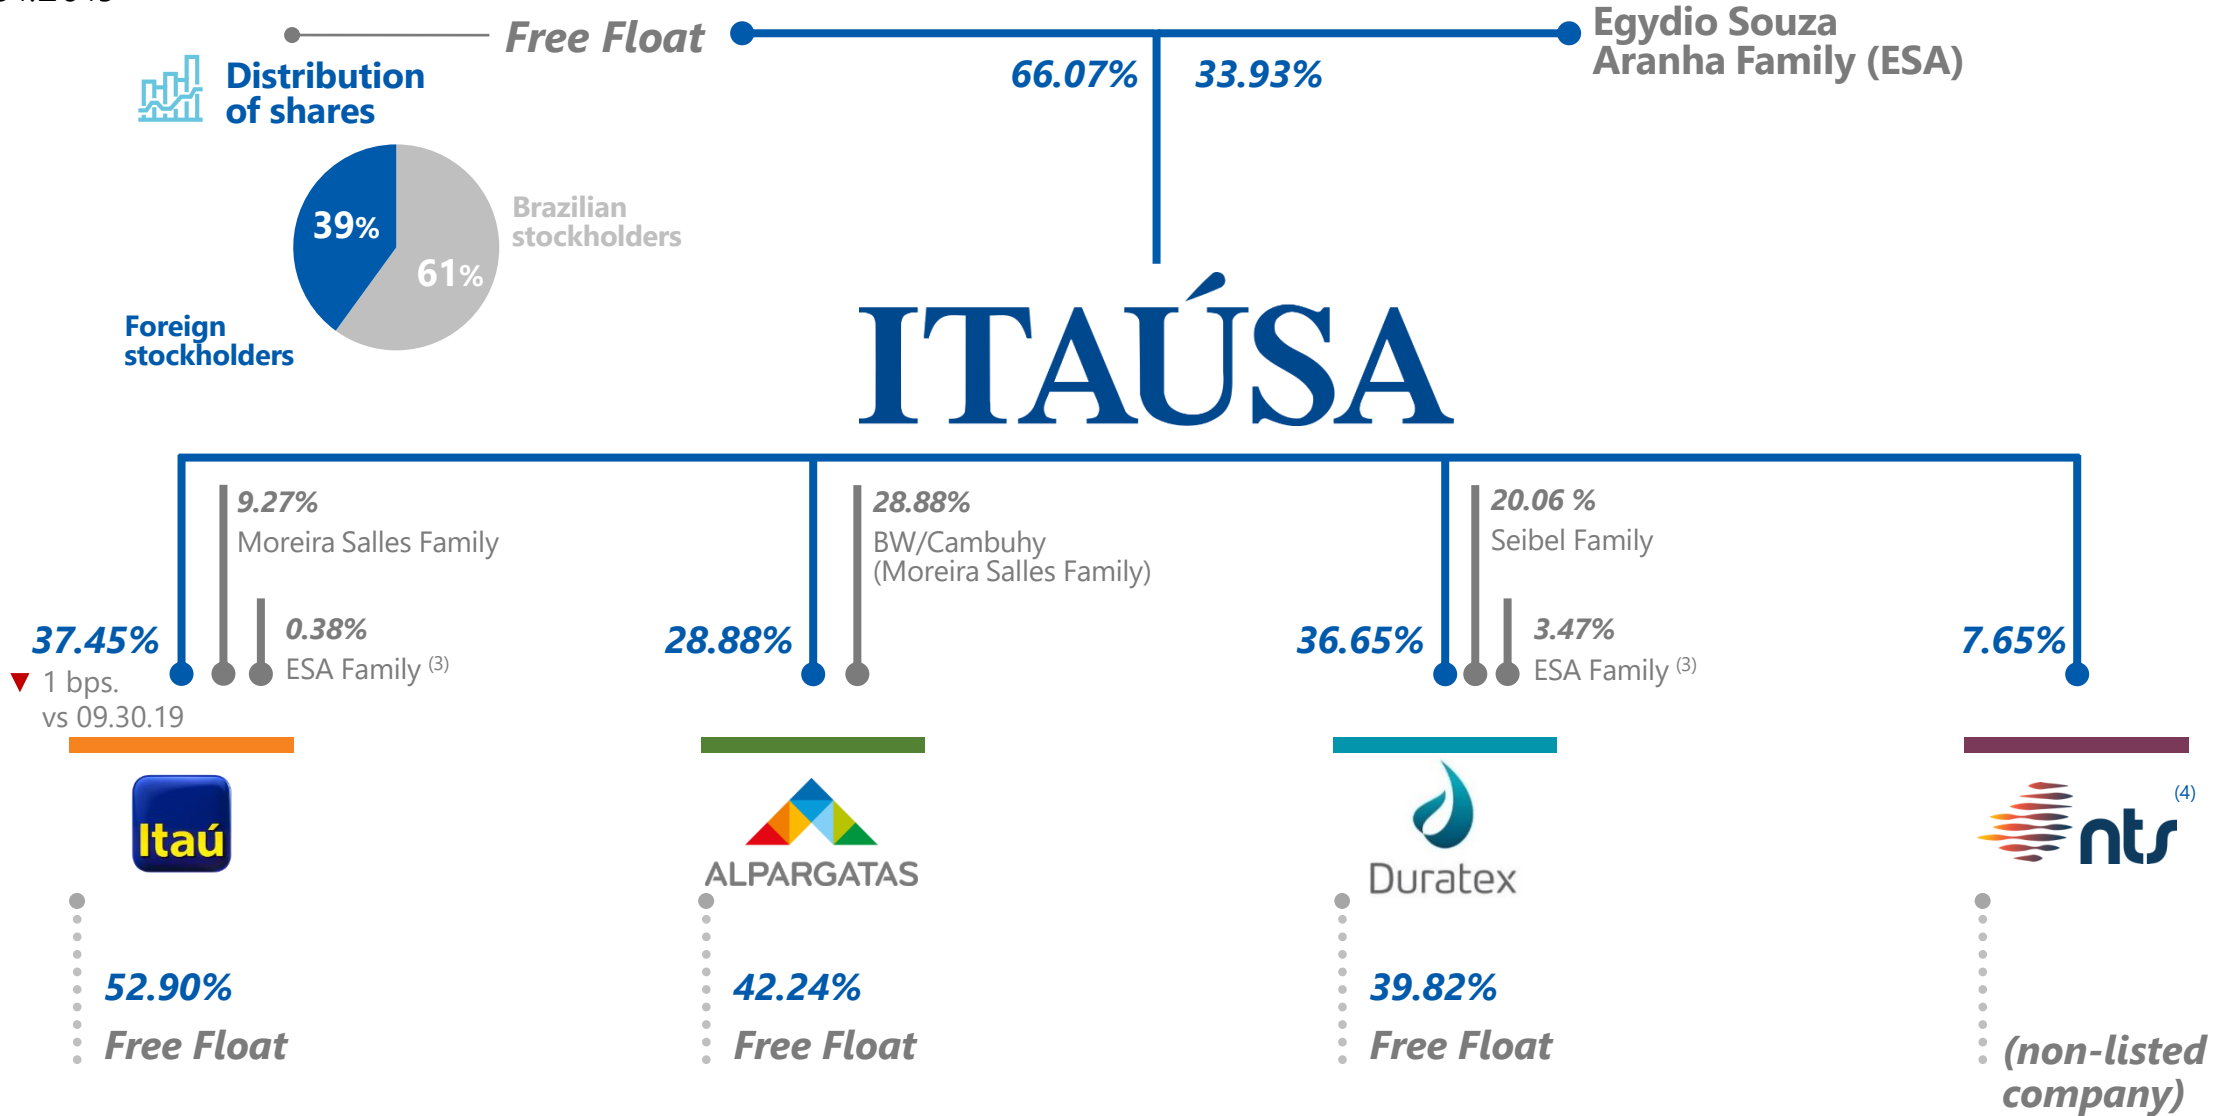 Free Float
Egydio Souza
Aranha Family (ESA)
66.07%
33.93%
Distribution
of shares
39%
61%
Brazilian
stockholders
Foreign
stockholders
ITAÚSA
9.27%
Moreira Salles Family
0.38%
ESA Family (3)
37.45%
▼ 1 bps.
vs 09.30.19
28.88%
BW/Cambuhy
(Moreira Salles Family)
28.88%
20.06 %
Seibel Family
3.47%
ESA Family (3)
36.65%
7.65%
Itaú
ALPARGATAS
Duratex
nts (4)
52.90%
Free Float
42.24%
Free Float
39.82%
Free Float
(non-listed
company)